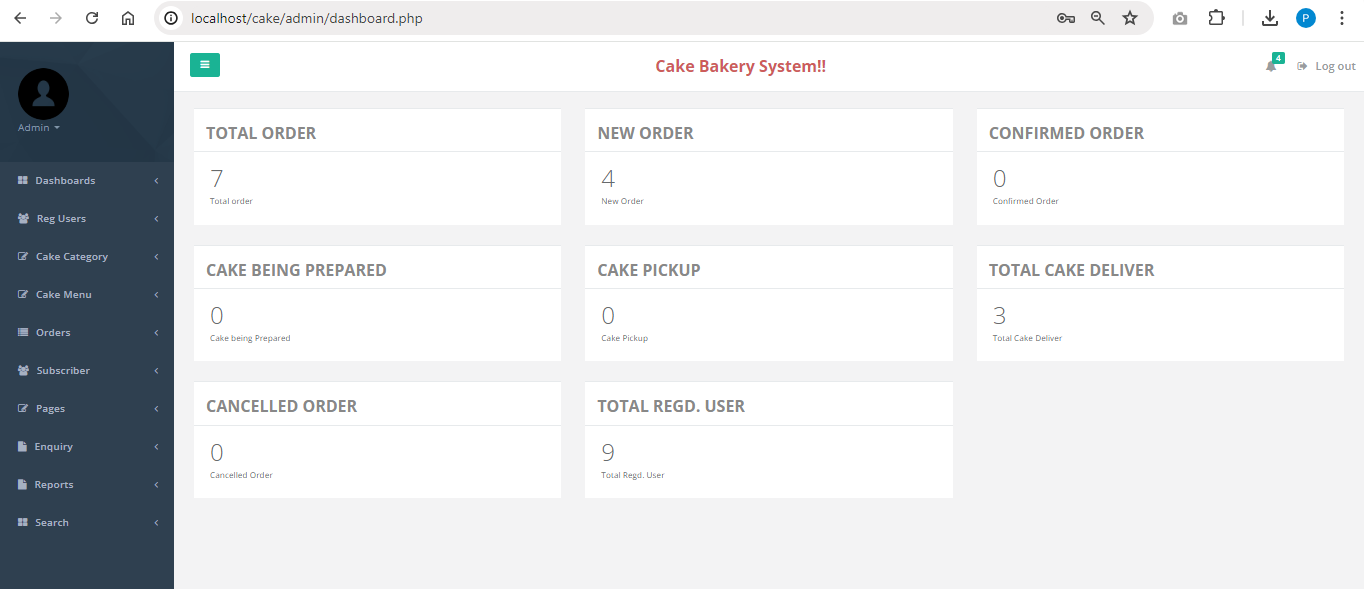 localhost/cake/admin/dashboard.php
P
Cake Bakery System!!
4
Log out
Admin
Dashboards
Reg Users
Cake Category
Cake Menu
Orders
Subscriber
Pages
Enquiry
Reports
Search
TOTAL ORDER
7
Total order
NEW ORDER
4
New Order
CONFIRMED ORDER
0
Confirmed Order
CAKE BEING PREPARED
0
Cake being Prepared
CAKE PICKUP
0
Cake Pickup
TOTAL CAKE DELIVER
3
Total Cake Deliver
CANCELLED ORDER
0
Cancelled Order
TOTAL REGD. USER
9
Total Regd. User